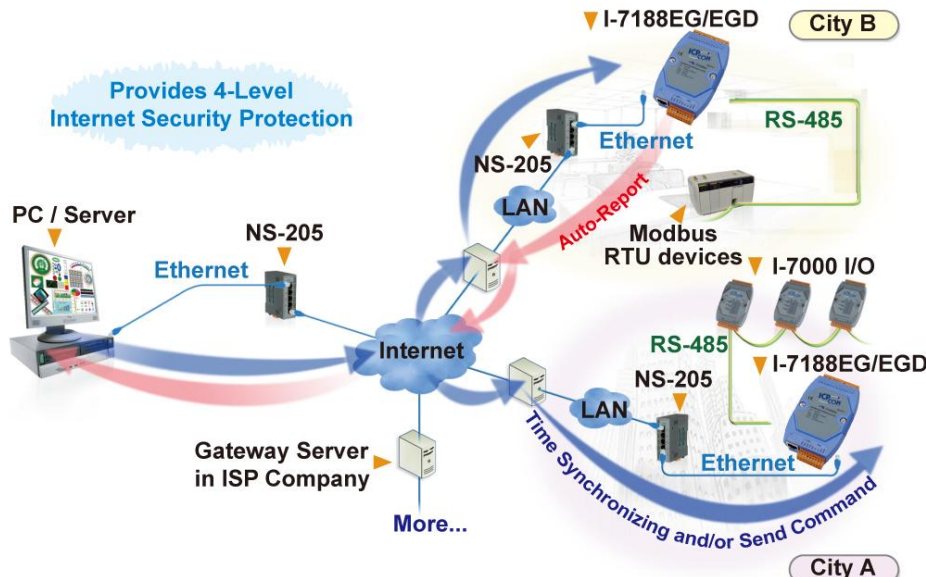 I-7188EG/EGD
City B
Provides 4-Level
Internet Security Protection
RS-485
Ethernet
NS-205
LAN
Auto-Report
Modbus
RTU devices
PC / Server
NS-205
Ethernet
I-7000 I/O
Internet
RS-485
I-7188EG/EGD
NS-205
LAN
Gateway Server
in ISP Company
Ethernet
Time Synchronizing and/or Send Command
More...
City A